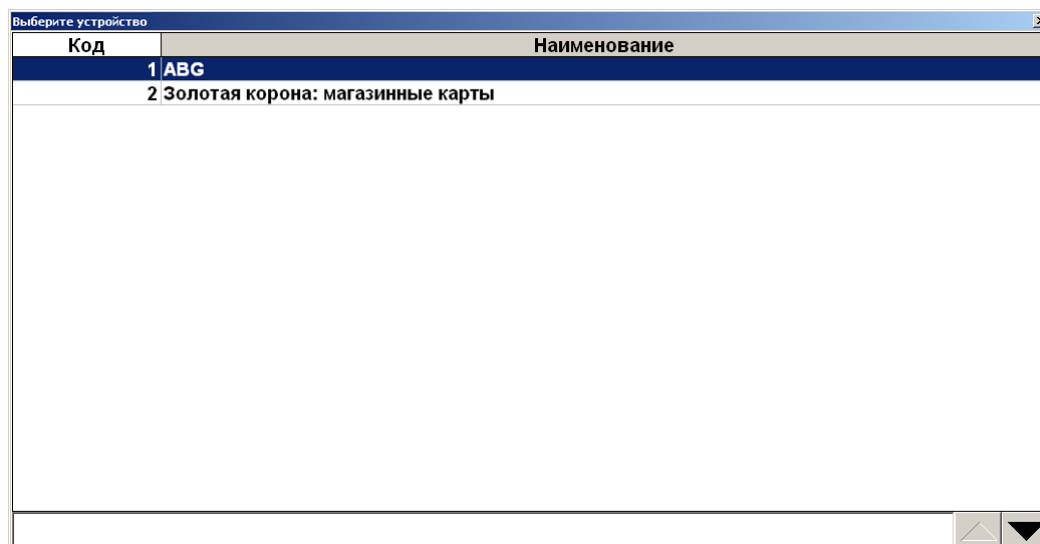 Выберите устройство
Код Наименование
1 ABG
2 Золотая корона: магазинные карты